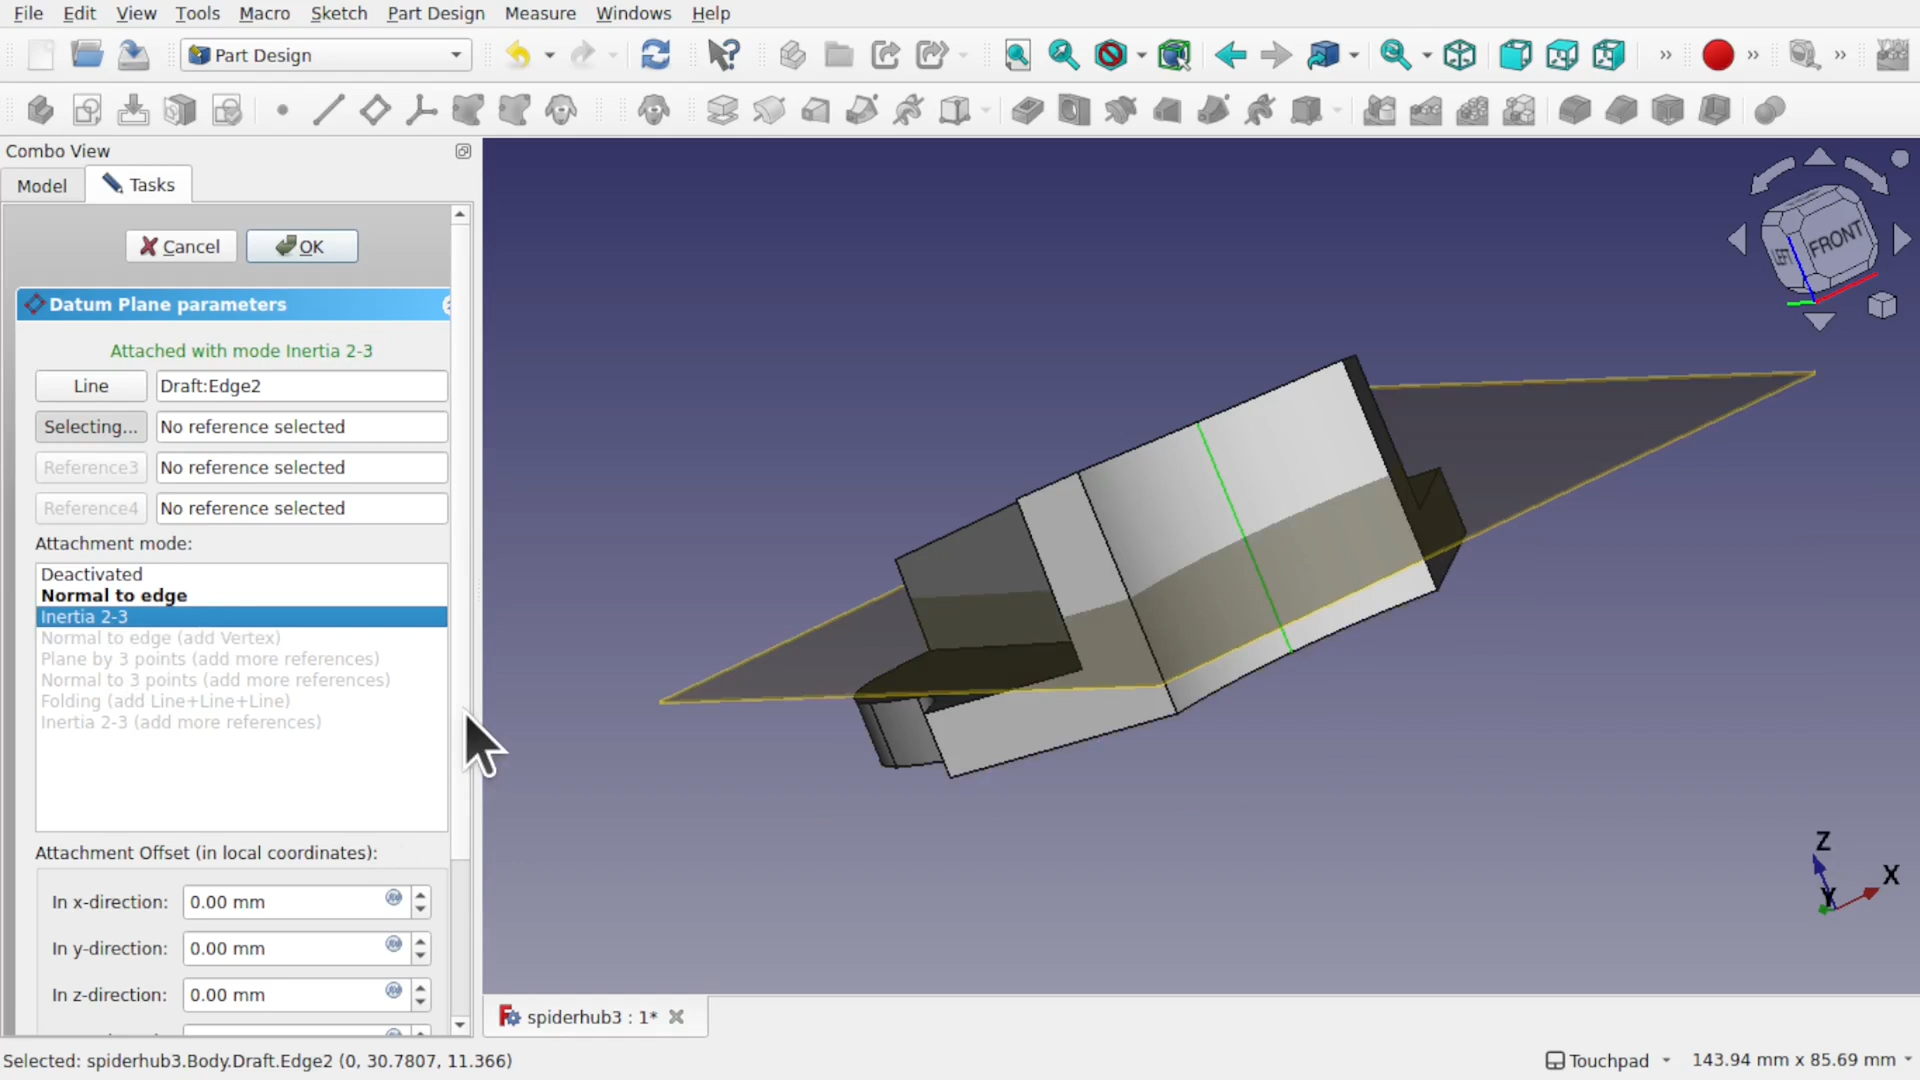 File Edit View Tools Macro Sketch Part Design Measure Windows Help
Part Design
Combo View
Model Tasks
Cancel OK
Datum Plane parameters
Attached with mode Inertia 2-3
Line Draft:Edge2
Selecting... No reference selected
Reference3 No reference selected
Reference4 No reference selected
Attachment mode:
Deactivated
Normal to edge
Inertia 2-3
Normal to edge (add Vertex)
Plane by 3 points (add more references)
Normal to 3 points (add more references)
Folding (add Line+Line+Line)
Inertia 2-3 (add more references)
Attachment Offset (in local coordinates):
In x-direction: 0.00 mm
In y-direction: 0.00 mm
In z-direction: 0.00 mm
LEFT FRONT
Z
X
Y
spiderhub3 : 1*
Selected: spiderhub3.Body.Draft.Edge2 (0, 30.7807, 11.366)
Touchpad 143.94 mm x 85.69 mm